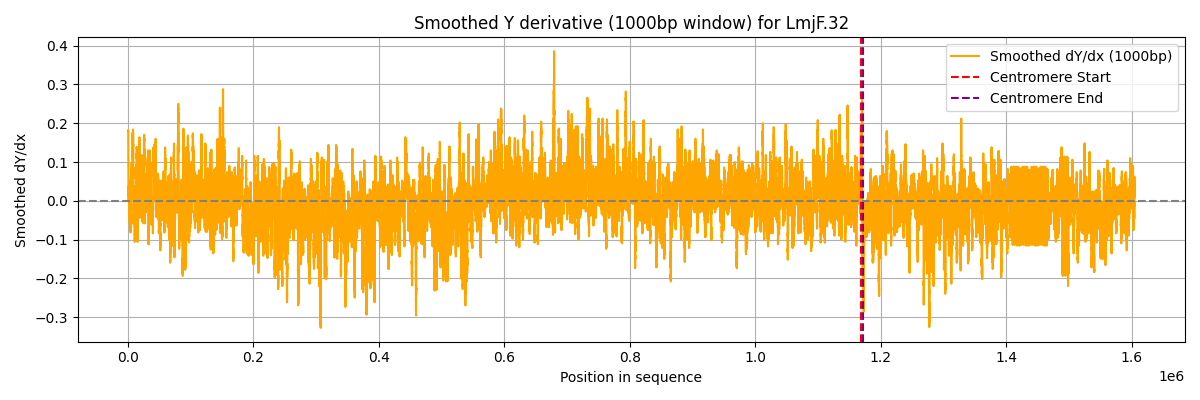 Smoothed Y derivative (1000bp window) for LmjF.32
Smoothed dY/dx
0.4
0.3
0.2
0.1
0.0
−0.1
−0.2
−0.3
Smoothed dY/dx (1000bp)
Centromere Start
Centromere End
0.0 0.2 0.4 0.6 0.8 1.0 1.2 1.4 1.6
1e6
Position in sequence